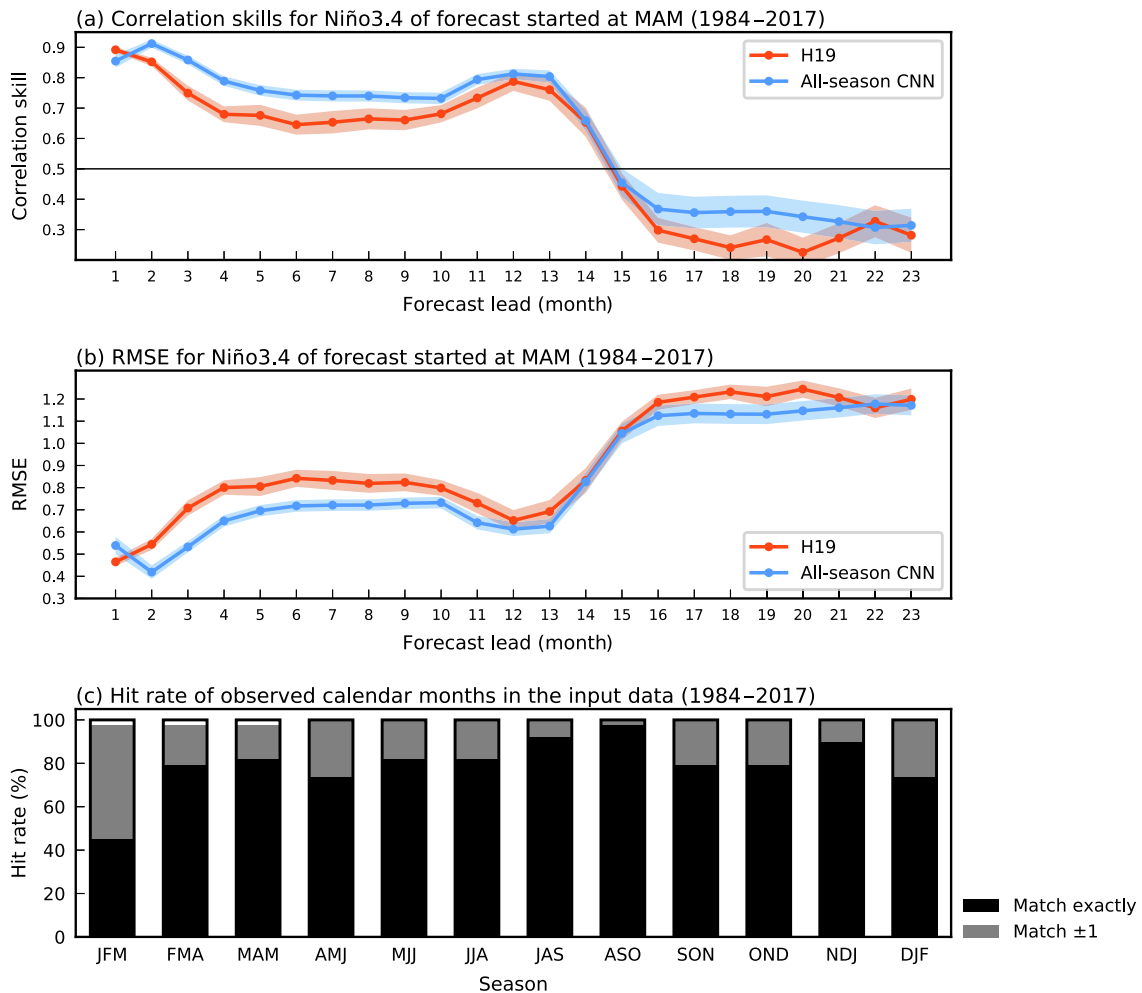 (a) Correlation skills for Niño3.4 of forecast started at MAM (1984–2017)
Correlation skill
0.9
0.8
0.7
0.6
0.5
0.4
0.3
H19
All-season CNN
1 2 3 4 5 6 7 8 9 10 11 12 13 14 15 16 17 18 19 20 21 22 23
Forecast lead (month)
(b) RMSE for Niño3.4 of forecast started at MAM (1984–2017)
RMSE
1.2
1.1
1.0
0.9
0.8
0.7
0.6
0.5
0.4
0.3
H19
All-season CNN
1 2 3 4 5 6 7 8 9 10 11 12 13 14 15 16 17 18 19 20 21 22 23
Forecast lead (month)
(c) Hit rate of observed calendar months in the input data (1984–2017)
Hit rate (%)
100
80
60
40
20
0
JFM FMA MAM AMJ MJJ JJA JAS ASO SON OND NDJ DJF
Season
Match exactly
Match ±1